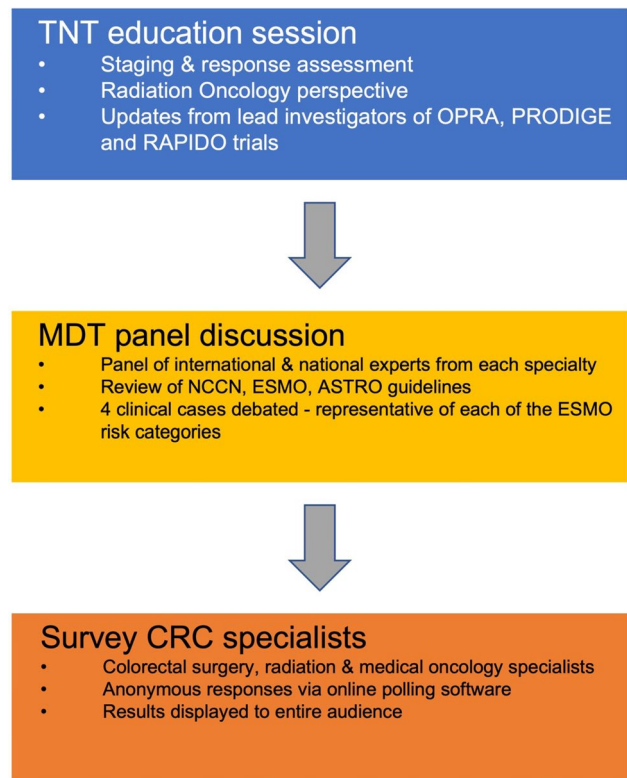 TNT education session
• Staging & response assessment
• Radiation Oncology perspective
• Updates from lead investigators of OPRA, PRODIGE
and RAPIDO trials
MDT panel discussion
• Panel of international & national experts from each specialty
• Review of NCCN, ESMO, ASTRO guidelines
• 4 clinical cases debated - representative of each of the ESMO
risk categories
Survey CRC specialists
• Colorectal surgery, radiation & medical oncology specialists
• Anonymous responses via online polling software
• Results displayed to entire audience